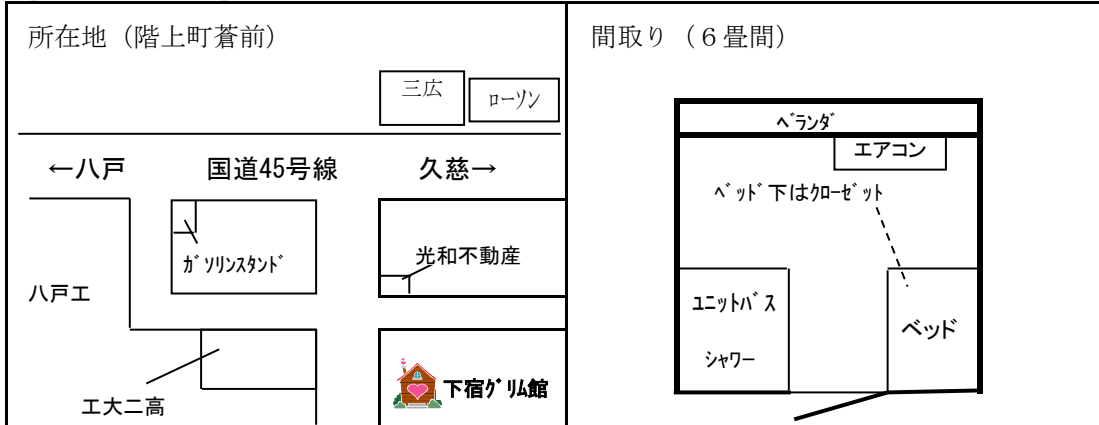 所在地（階上町蒼前）
三広
ﾛｰｿﾝ
←八戸　国道45号線　久慈→
ｶﾞｿﾘﾝｽﾀﾝﾄﾞ
光和不動産
八戸工
工大二高
下宿ｸﾞﾘﾑ館
間取り（６畳間）
ﾍﾞﾗﾝﾀﾞ
エアコン
ﾍﾞｯﾄﾞ下はｸﾛｰｾﾞｯﾄ
ﾕﾆｯﾄﾊﾞｽ
ｼｬﾜｰ
ベッド